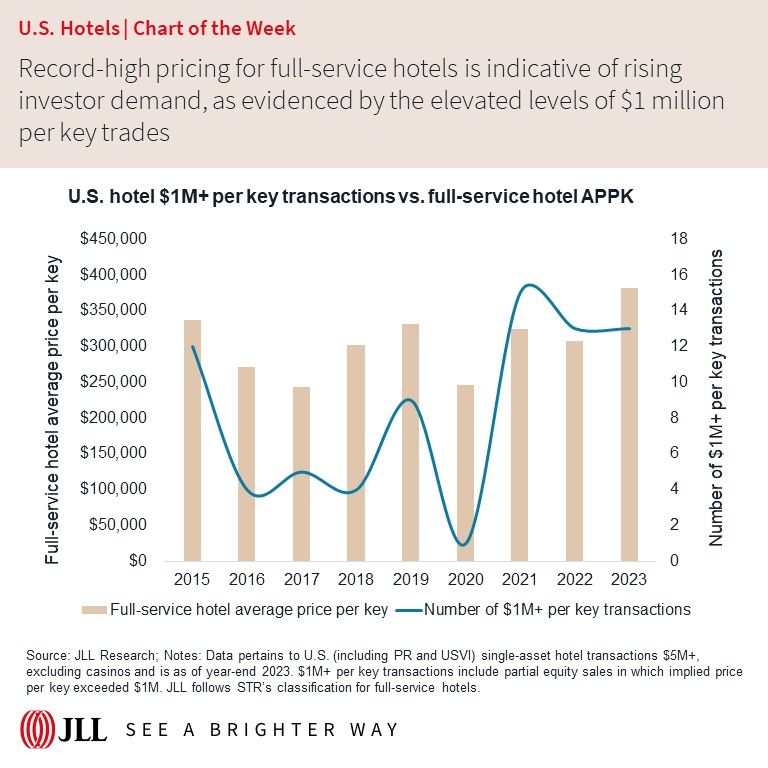 U.S. Hotels| Chart of the Week
Record-high pricing for full-service hotels is indicative of rising
investor demand, as evidenced by the elevated levels of $1 million
per key trades
U.S. hotel $1M+ per key transactions vs. full-service hotel APPK
Full-service hotel average price per key
$450,000
$400,000
$350,000
$300,000
$250,000
$200,000
$150,000
$100,000
$50,000
$0
18
16
14
12
10
8
6
4
2
0
Number of $1M+ per key transactions
2015 2016 2017 2018 2019 2020 2021 2022 2023
Full-service hotel average price per key Number of $1M+ per key transactions
Source: JLL Research; Notes: Data pertains to U.S. (including PR and USVI) single-asset hotel transactions $5M+,
excluding casinos and is as of year-end 2023. $1M+ per key transactions include partial equity sales in which implied price
per key exceeded $1M. JLL follows STR's classification for full-service hotels.
JLL SEE A BRIGHTER WAY